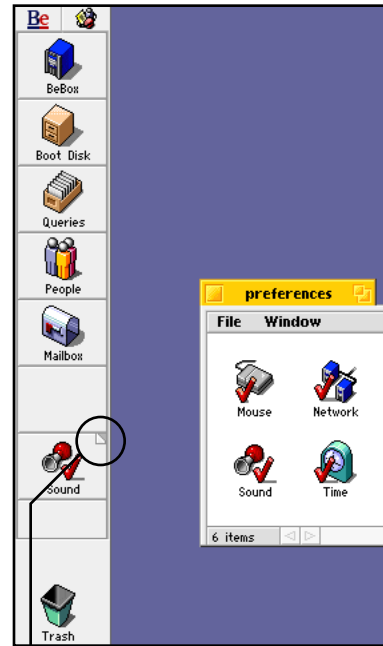 Be
BeBox
Boot Disk
Queries
People
Mailbox
Sound
Trash
preferences
File Window
Mouse Network
Sound Time
6 items